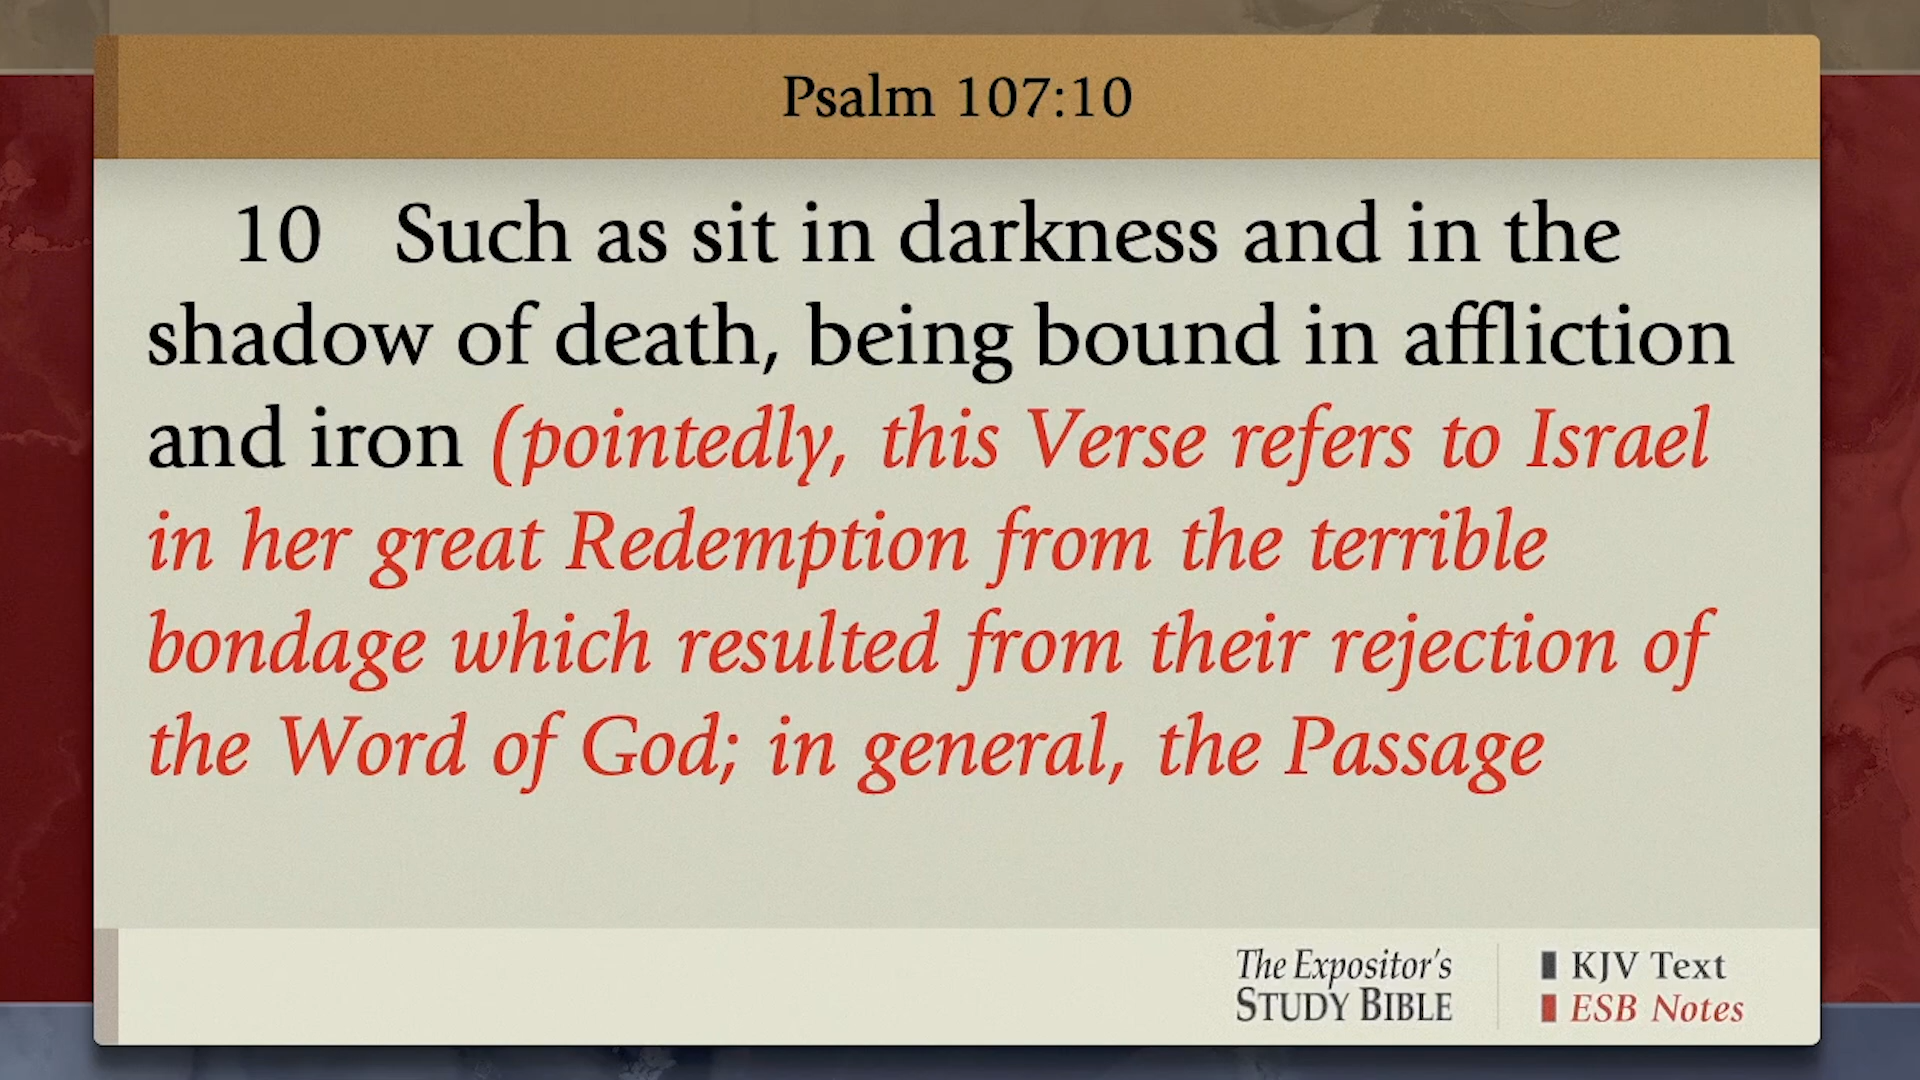 Psalm 107:10
10 Such as sit in darkness and in the
shadow of death, being bound in affliction
and iron (pointedly, this Verse refers to Israel
in her great Redemption from the terrible
bondage which resulted from their rejection of
the Word of God; in general, the Passage
The Expositor's
STUDY BIBLE
KJV Text
ESB Notes